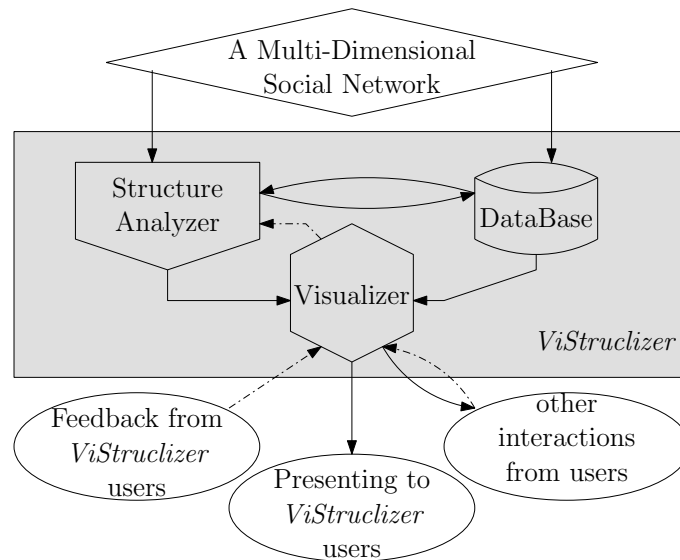 A Multi-Dimensional
Social Network
Structure
Analyzer
DataBase
Visualizer
ViStruclizer
Feedback from
ViStruclizer
users
other
interactions
from users
Presenting to
ViStruclizer
users